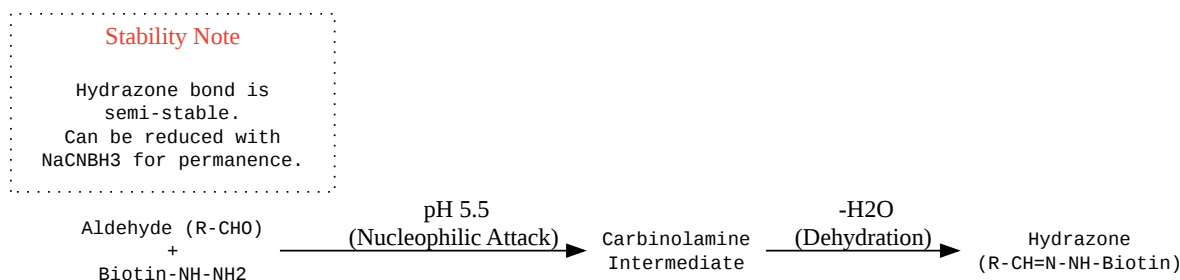 Stability Note
Hydrazone bond is
semi-stable.
Can be reduced with
NaCNBH3 for permanence.
Aldehyde (R-CHO)
+
Biotin-NH-NH2
pH 5.5
(Nucleophilic Attack)
Carbinolamine
Intermediate
-H2O
(Dehydration)
Hydrazone
(R-CH=N-NH-Biotin)